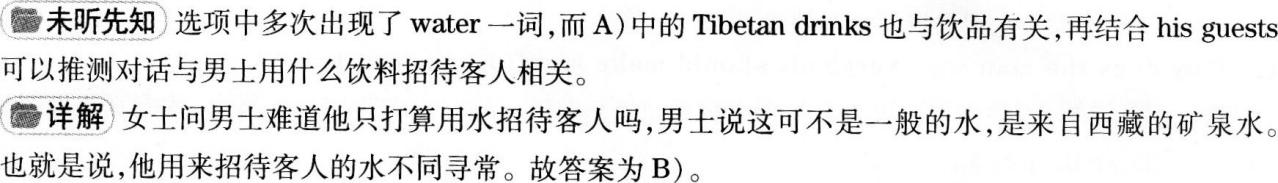 未听先知 选项中多次出现了 water 一词,而 A)中的 Tibetan drinks 也与饮品有关,再结合 his guests
可以推测对话与男士用什么饮料招待客人相关。
详解 女士问男士难道他只打算用水招待客人吗,男士说这可不是一般的水,是来自西藏的矿泉水。
也就是说,他用来招待客人的水不同寻常。故答案为 B)。